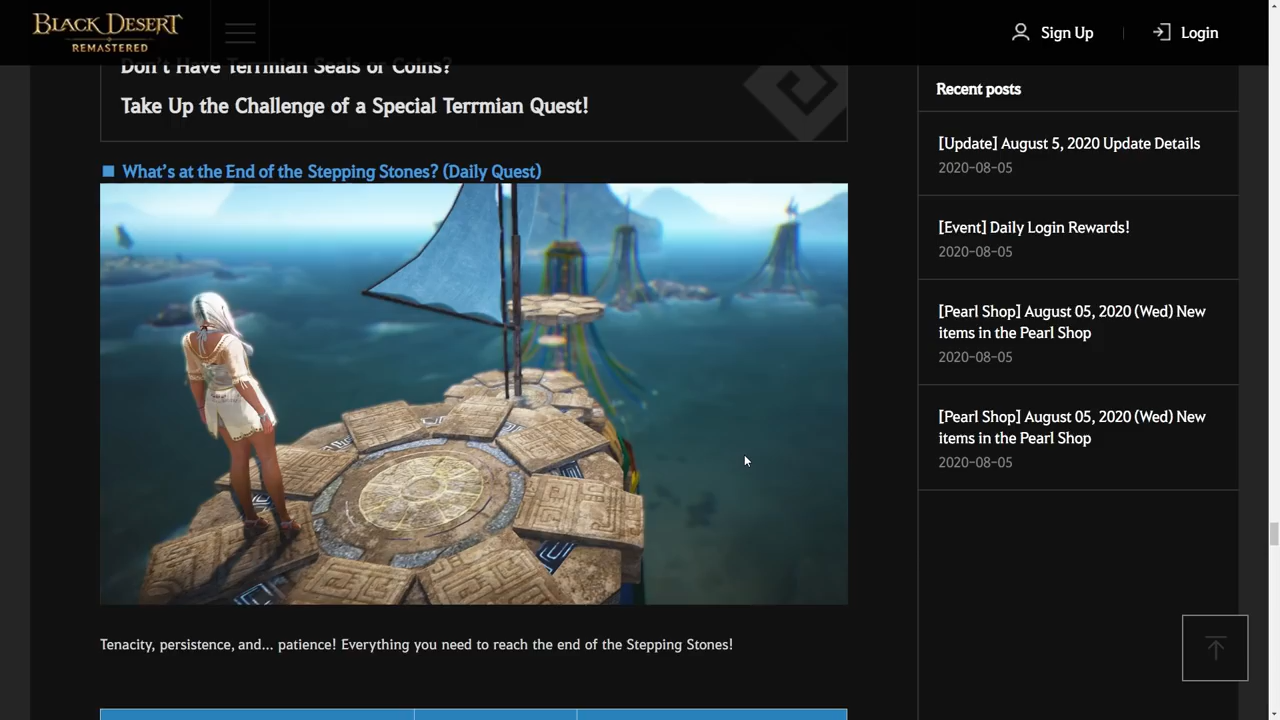 BLACK DESERT
REMASTERED
Sign Up
Login
Don't Have Terrmian Seals or Coins?
Take Up the Challenge of a Special Terrmian Quest!
What's at the End of the Stepping Stones? (Daily Quest)
Tenacity, persistence, and... patience! Everything you need to reach the end of the Stepping Stones!
Recent posts
[Update] August 5, 2020 Update Details
2020-08-05
[Event] Daily Login Rewards!
2020-08-05
[Pearl Shop] August 05, 2020 (Wed) New
items in the Pearl Shop
2020-08-05
[Pearl Shop] August 05, 2020 (Wed) New
items in the Pearl Shop
2020-08-05